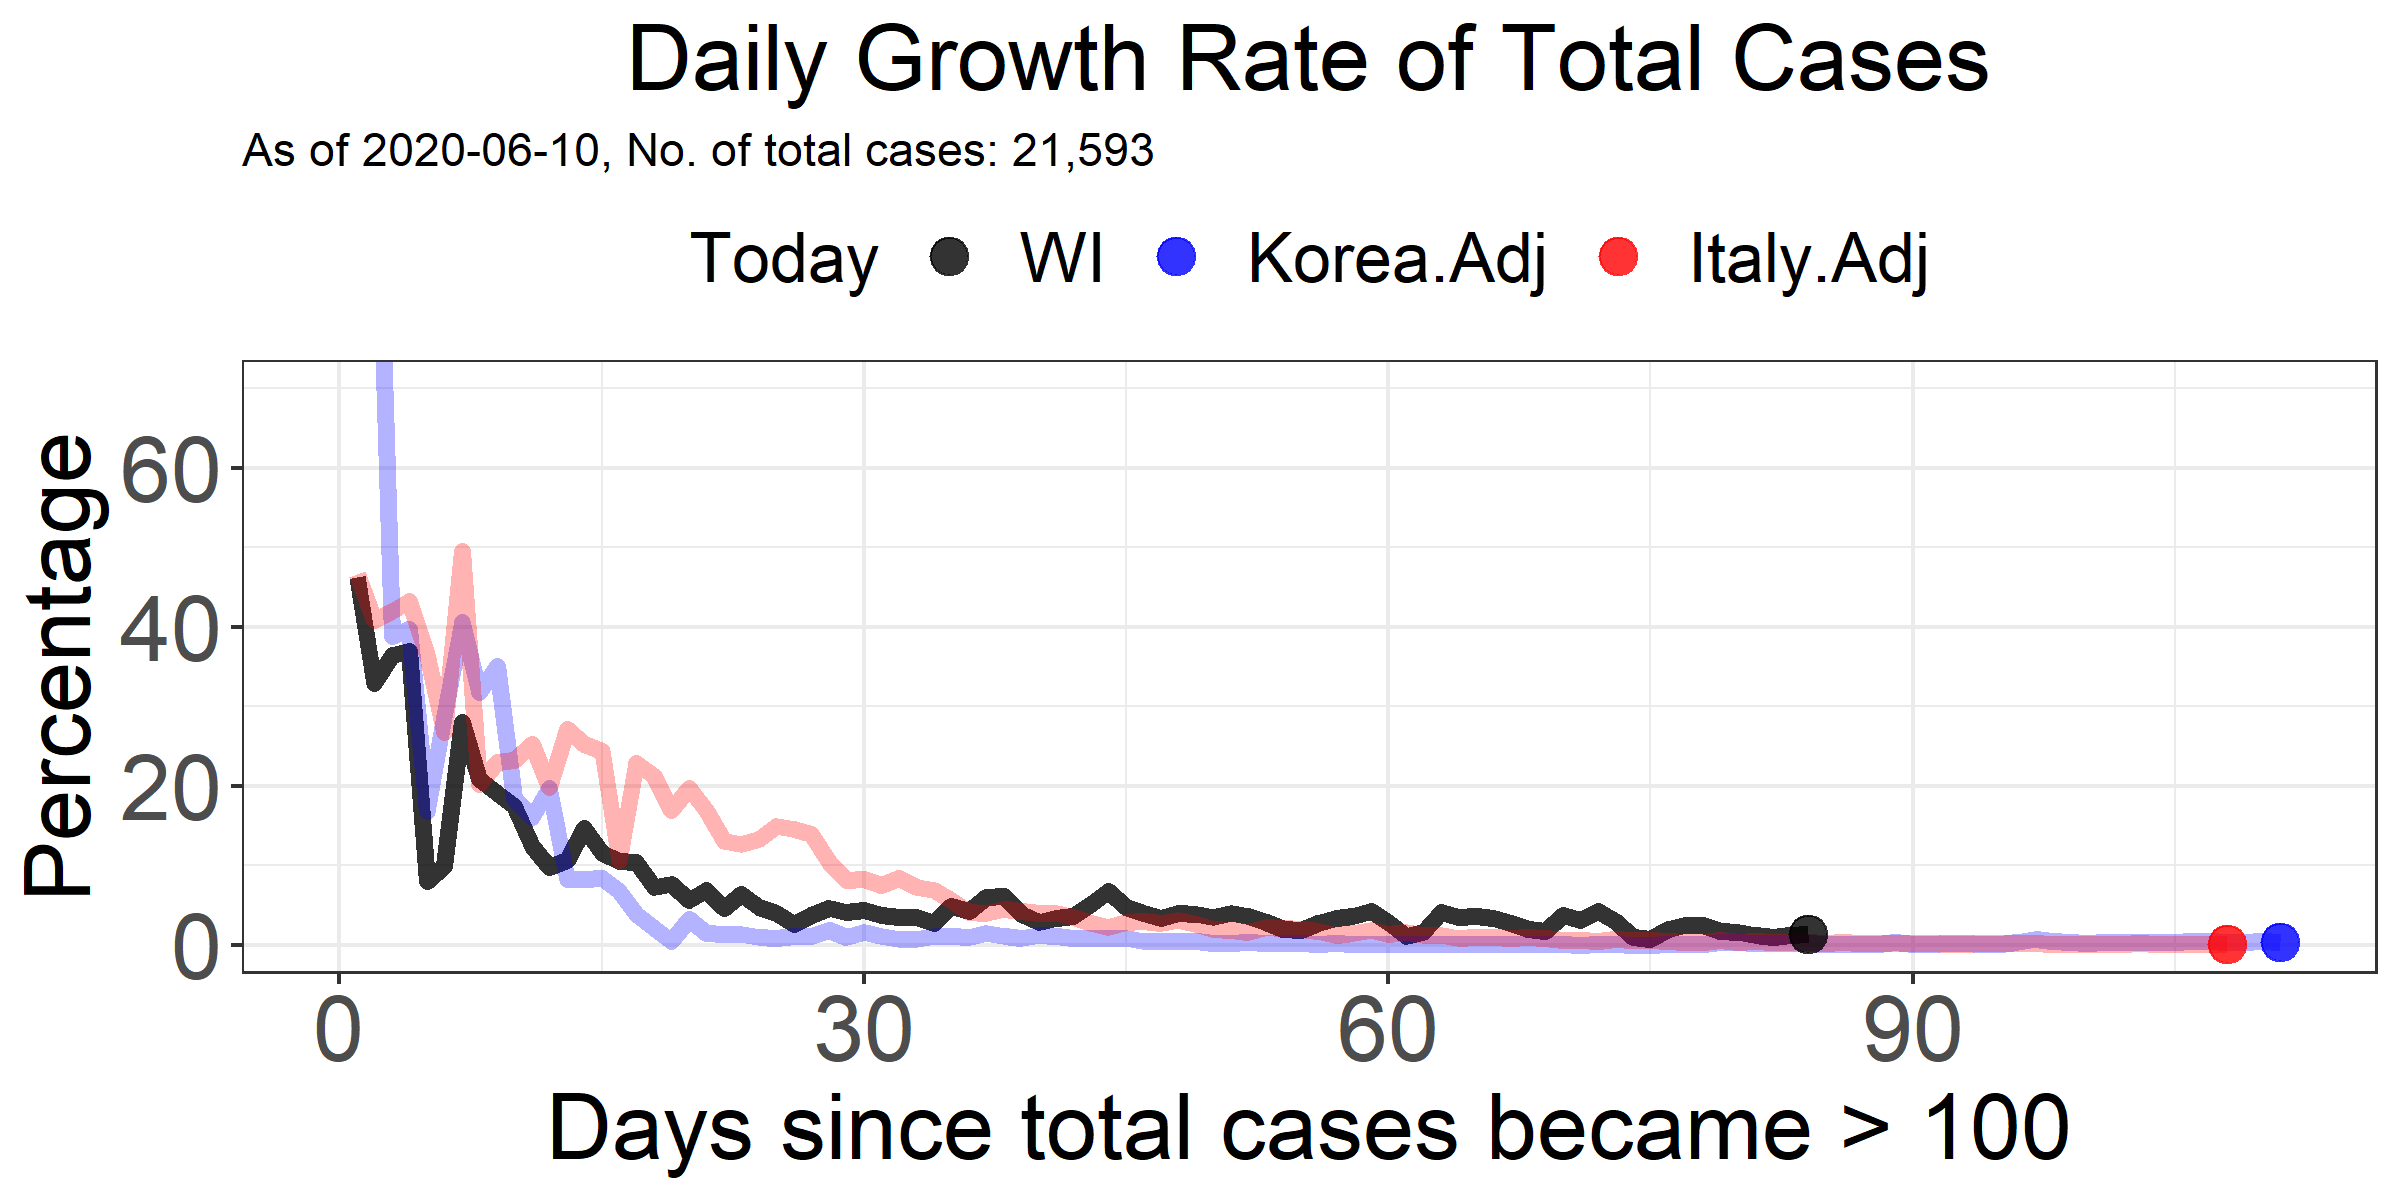 Daily Growth Rate of Total Cases
As of 2020-06-10, No. of total cases: 21,593
Today WI Korea.Adj Italy.Adj
Percentage
60
40
20
0
0 30 60 90
Days since total cases became > 100